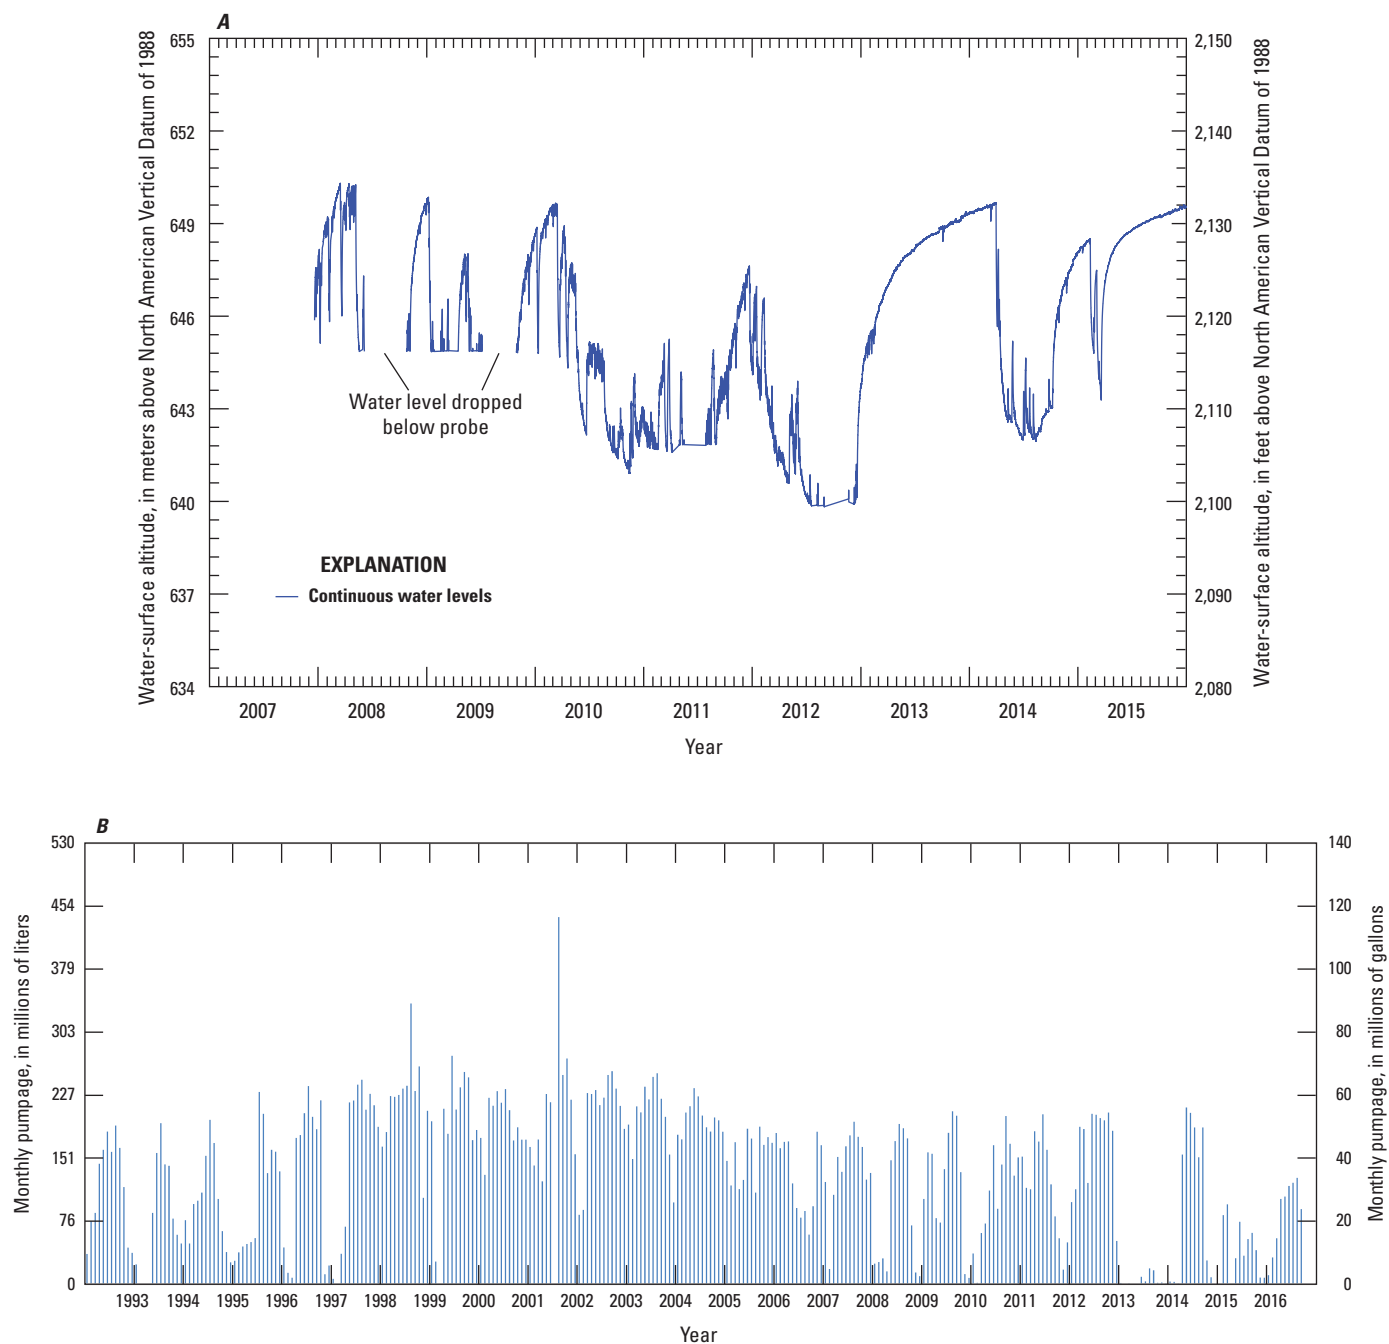 A
Water-surface altitude, in meters above North American Vertical Datum of 1988
655
652
649
646
643
640
637
634
2,150
2,140
2,130
2,120
2,110
2,100
2,090
2,080
Water-surface altitude, in feet above North American Vertical Datum of 1988
Water level dropped
below probe
EXPLANATION
Continuous water levels
2007 2008 2009 2010 2011 2012 2013 2014 2015
Year
B
Monthly pumpage, in millions of liters
530
454
379
303
227
151
76
0
140
120
100
80
60
40
20
0
Monthly pumpage, in millions of gallons
1993 1994 1995 1996 1997 1998 1999 2000 2001 2002 2003 2004 2005 2006 2007 2008 2009 2010 2011 2012 2013 2014 2015 2016
Year